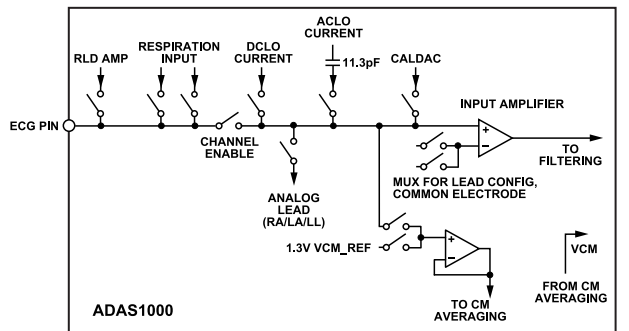 ACLO
CURRENT
RLD AMP
RESPIRATION
INPUT
DCLO
CURRENT
11.3pF
CALDAC
INPUT AMPLIFIER
ECG PIN
CHANNEL
ENABLE
+
−
TO
FILTERING
ANALOG
LEAD
(RA/LA/LL)
MUX FOR LEAD CONFIG,
COMMON ELECTRODE
1.3V VCM_REF
+
−
VCM
FROM CM
AVERAGING
TO CM
AVERAGING
ADAS1000